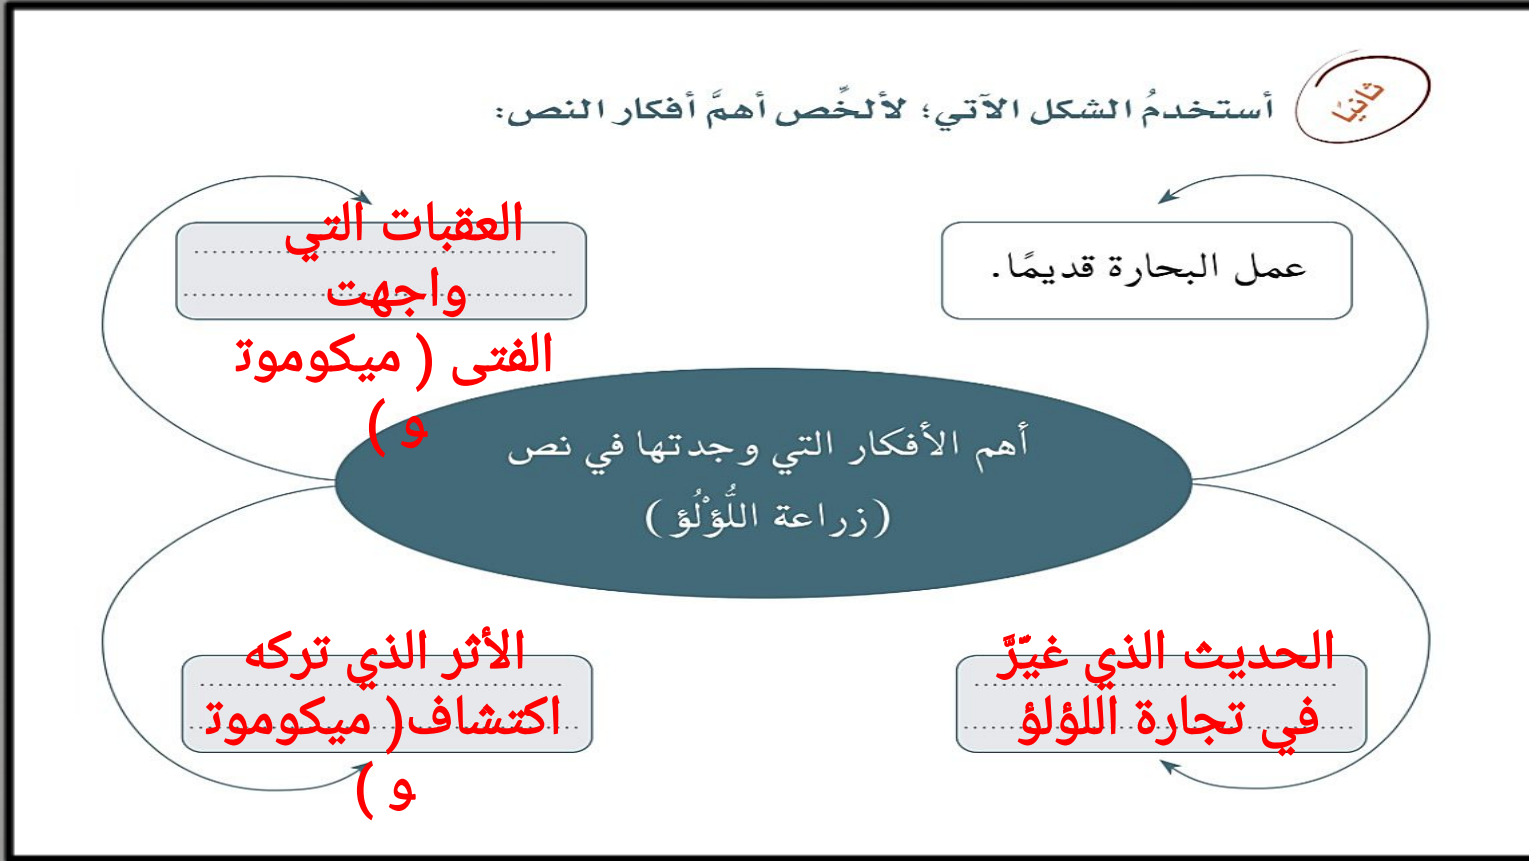 ثانيًا
أستخدمُ الشكل الآتي؛ لألخِّص أهمَّ أفكار النص:
عمل البحارة قديمًا.
العقبات التي
واجهت
الفتى ( ميكوموت
و )
أهم الأفكار التي وجدتها في نص
(زراعة اللُّؤْلُؤ)
الحديث الذي غيّرَّ
في تجارة اللؤلؤ
الأثر الذي تركه
اكتشاف( ميكوموت
و )